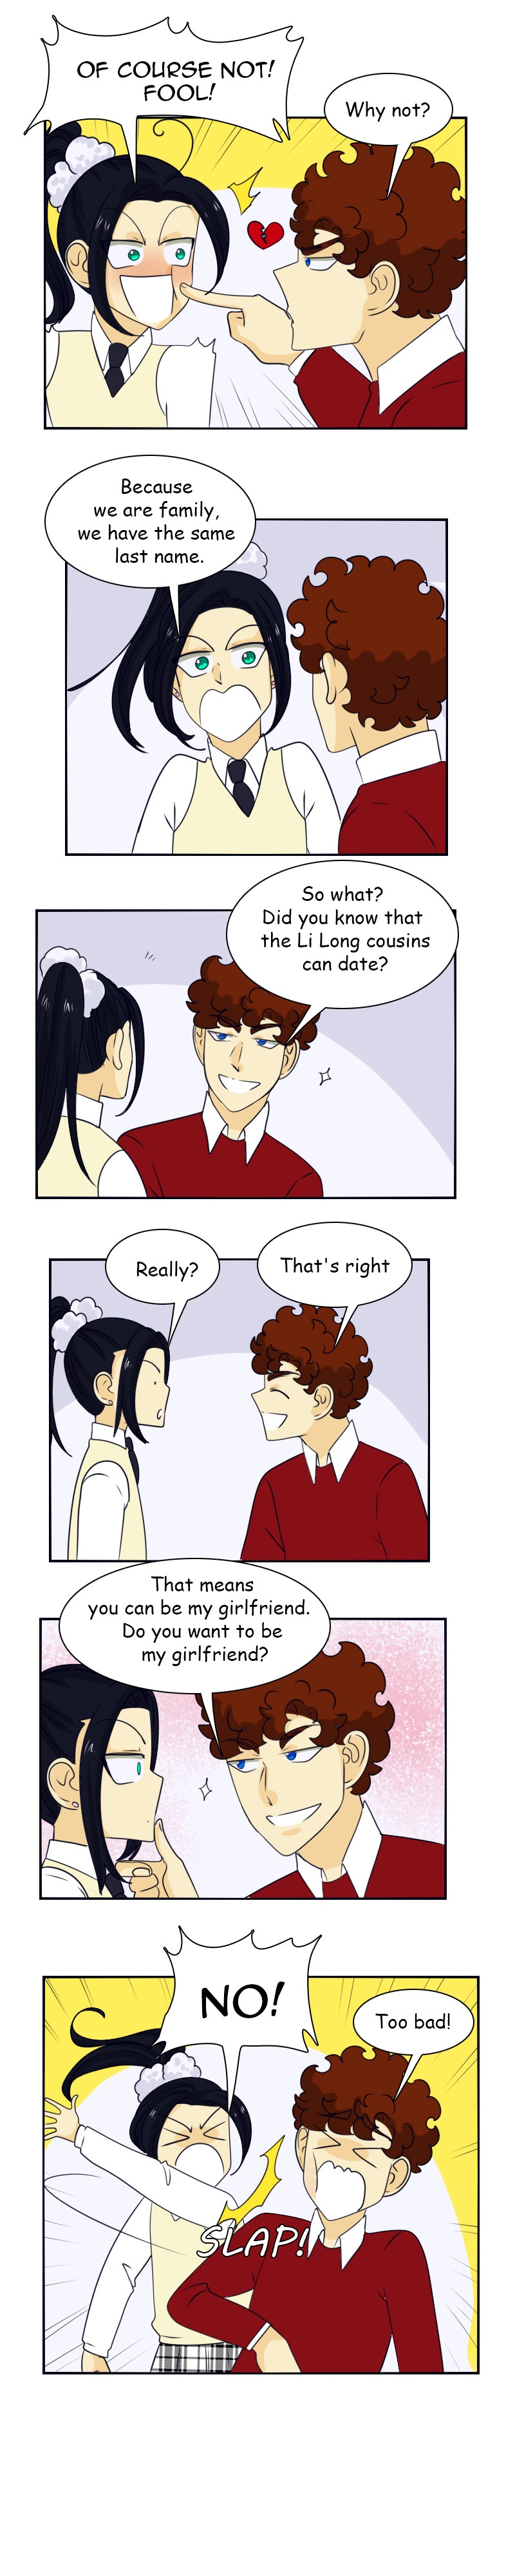 OF COURSE NOT!
FOOL!
Why not?
Because
we are family,
we have the same
last name.
So what?
Did you know that
the Li Long cousins
can date?
Really?
That's right
That means
you can be my girlfriend.
Do you want to be
my girlfriend?
NO!
Too bad!
SLAP!